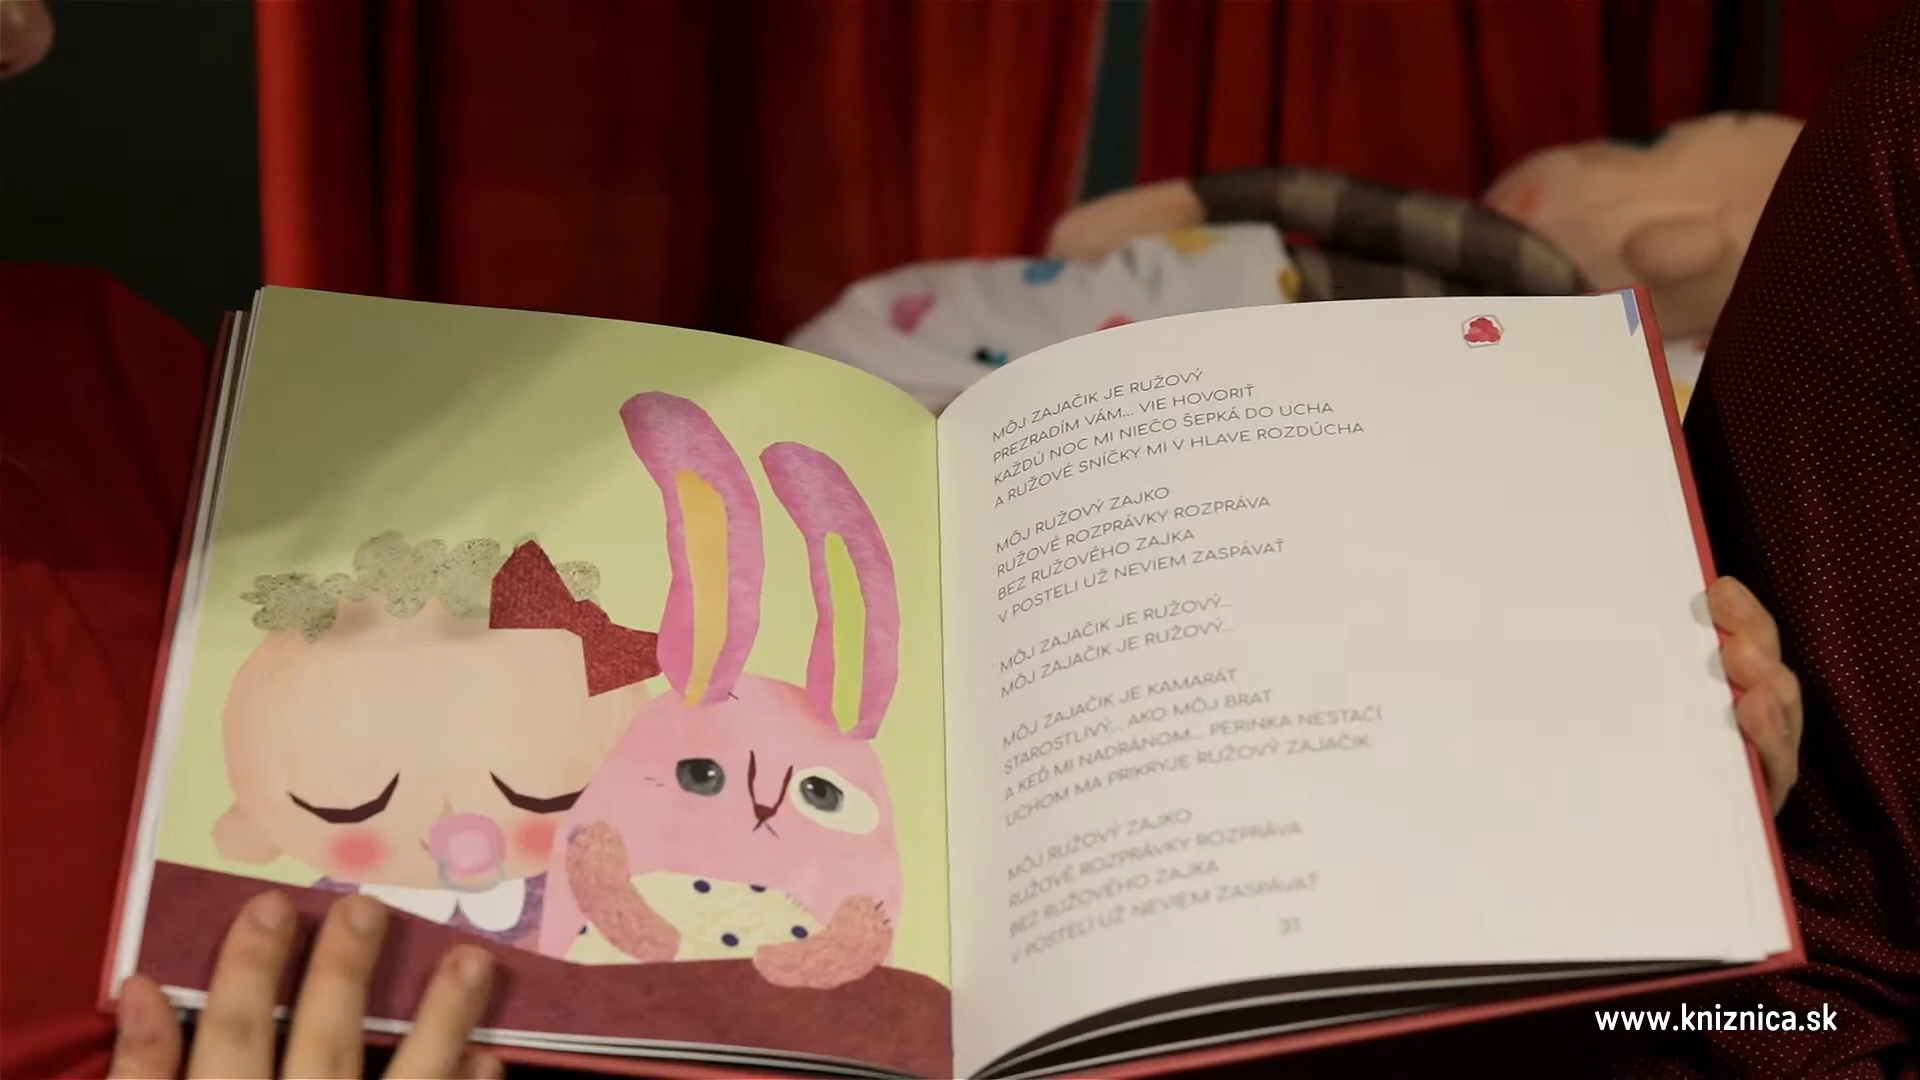 MÔJ ZAJAČIK JE RUŽOVÝ
PREZRADÍM VÁM... VIE HOVORIŤ
KAŽDÚ NOC MI NIEČO ŠEPKÁ DO UCHA
A RUŽOVÉ SNÍČKY MI V HLAVE ROZDÚCHA
MÔJ RUŽOVÝ ZAJKO
RUŽOVÉ ROZPRÁVKY ROZPRÁVA
BEZ RUŽOVÉHO ZAJKA
V POSTELI UŽ NEVIEM ZASPÁVAŤ
MÔJ ZAJAČIK JE RUŽOVÝ...
MÔJ ZAJAČIK JE RUŽOVÝ...
MÔJ ZAJAČIK JE KAMARÁT
STAROSTLIVÝ... AKO MÔJ BRAT
A KEĎ MI NADRÁNOM... PERINKA NESTAČÍ
UCHOM MA PRIKRYJE RUŽOVÝ ZAJAČIK
MÔJ RUŽOVÝ ZAJKO
RUŽOVÉ ROZPRÁVKY ROZPRÁVA
BEZ RUŽOVÉHO ZAJKA
V POSTELI UŽ NEVIEM ZASPÁVAŤ
31
www.kniznica.sk